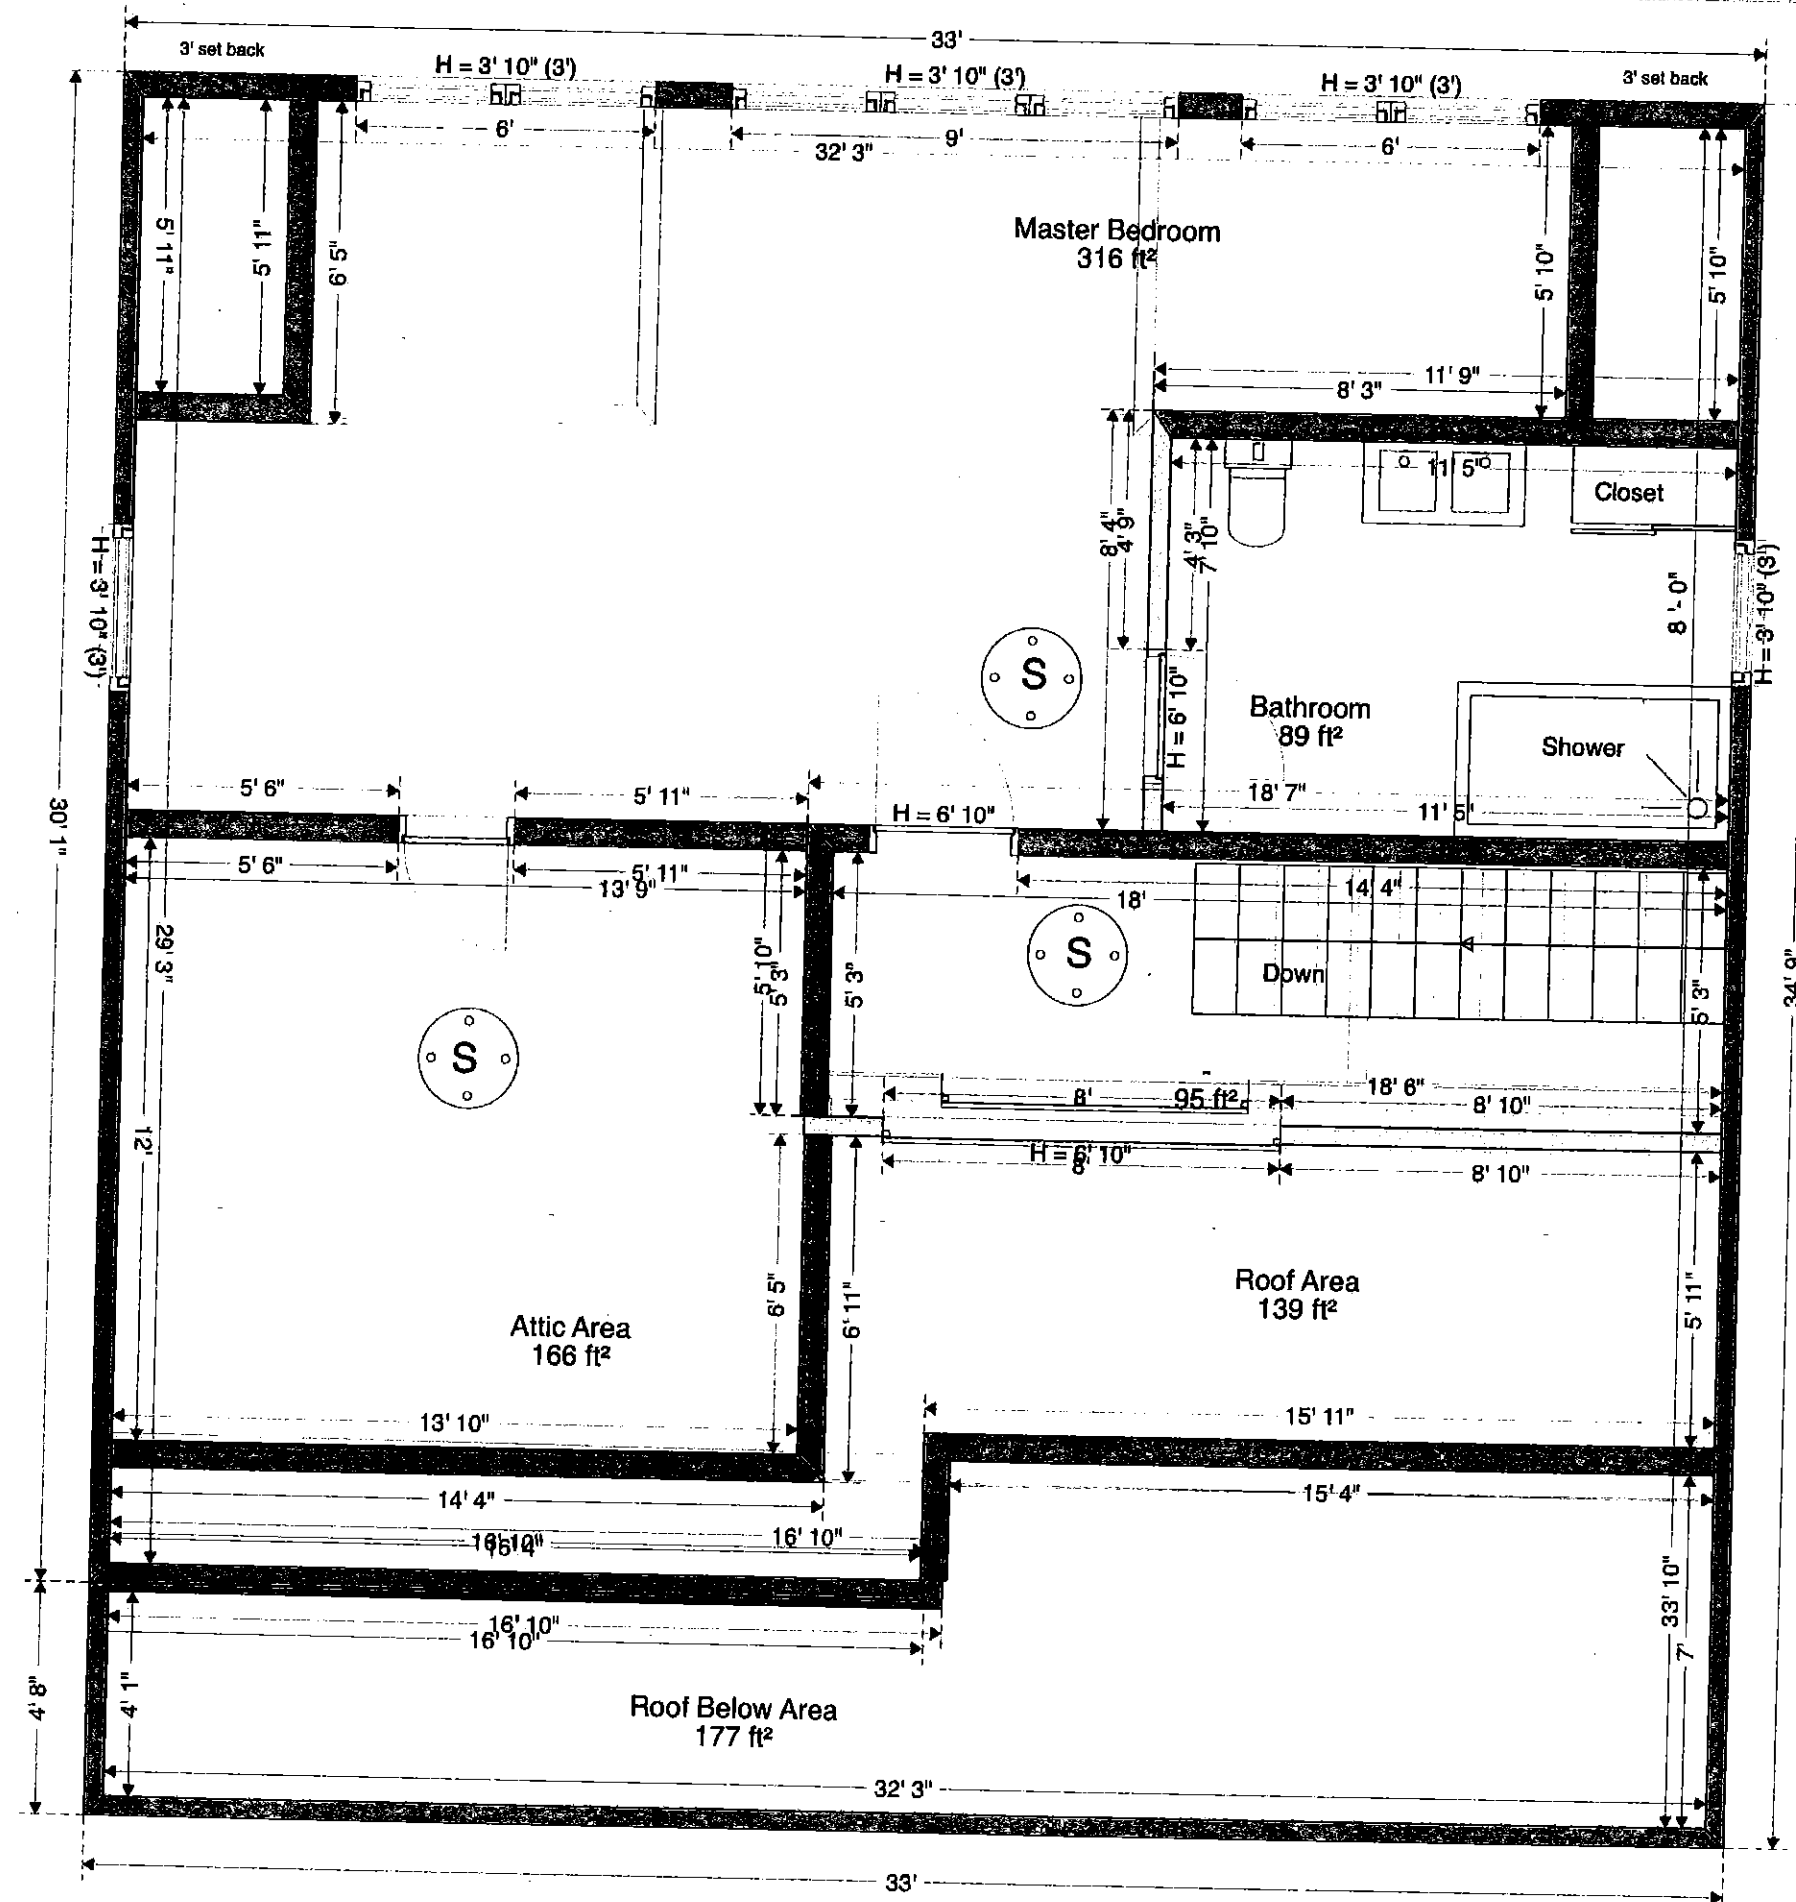 33'
3' set back
H = 3' 10" (3')
H = 3' 10" (3')
H = 3' 10" (3')
3' set back
6'
9'
6'
32' 3"
5' 11"
5' 11"
6' 5"
Master Bedroom
316 ft²
5' 10"
5' 10"
11' 9"
8' 3"
11' 5"
Closet
8' 4"
4' 9"
4' 3"
7' 10"
H = 3' 10" (3')
8' - 0"
H = 3' 10" (3')
S
H = 6' 10"
Bathroom
89 ft²
Shower
5' 6"
5' 11"
18' 7"
11' 5"
H = 6' 10"
30' 1"
5' 6"
5' 11"
13' 9"
14' 4"
18'
29' 3"
5' 10"
5' 3"
5' 3"
S
Down
5' 3"
34' 9"
S
12'
18' 6"
8'
95 ft²
8' 10"
H = 6' 10"
8'
8' 10"
6' 5"
6' 11"
Roof Area
139 ft²
5' 11"
Attic Area
166 ft²
13' 10"
15' 11"
14' 4"
15' 4"
16' 10"
16' 10"
16' 10"
33' 10"
7'
4' 8"
4' 1"
Roof Below Area
177 ft²
32' 3"
33'